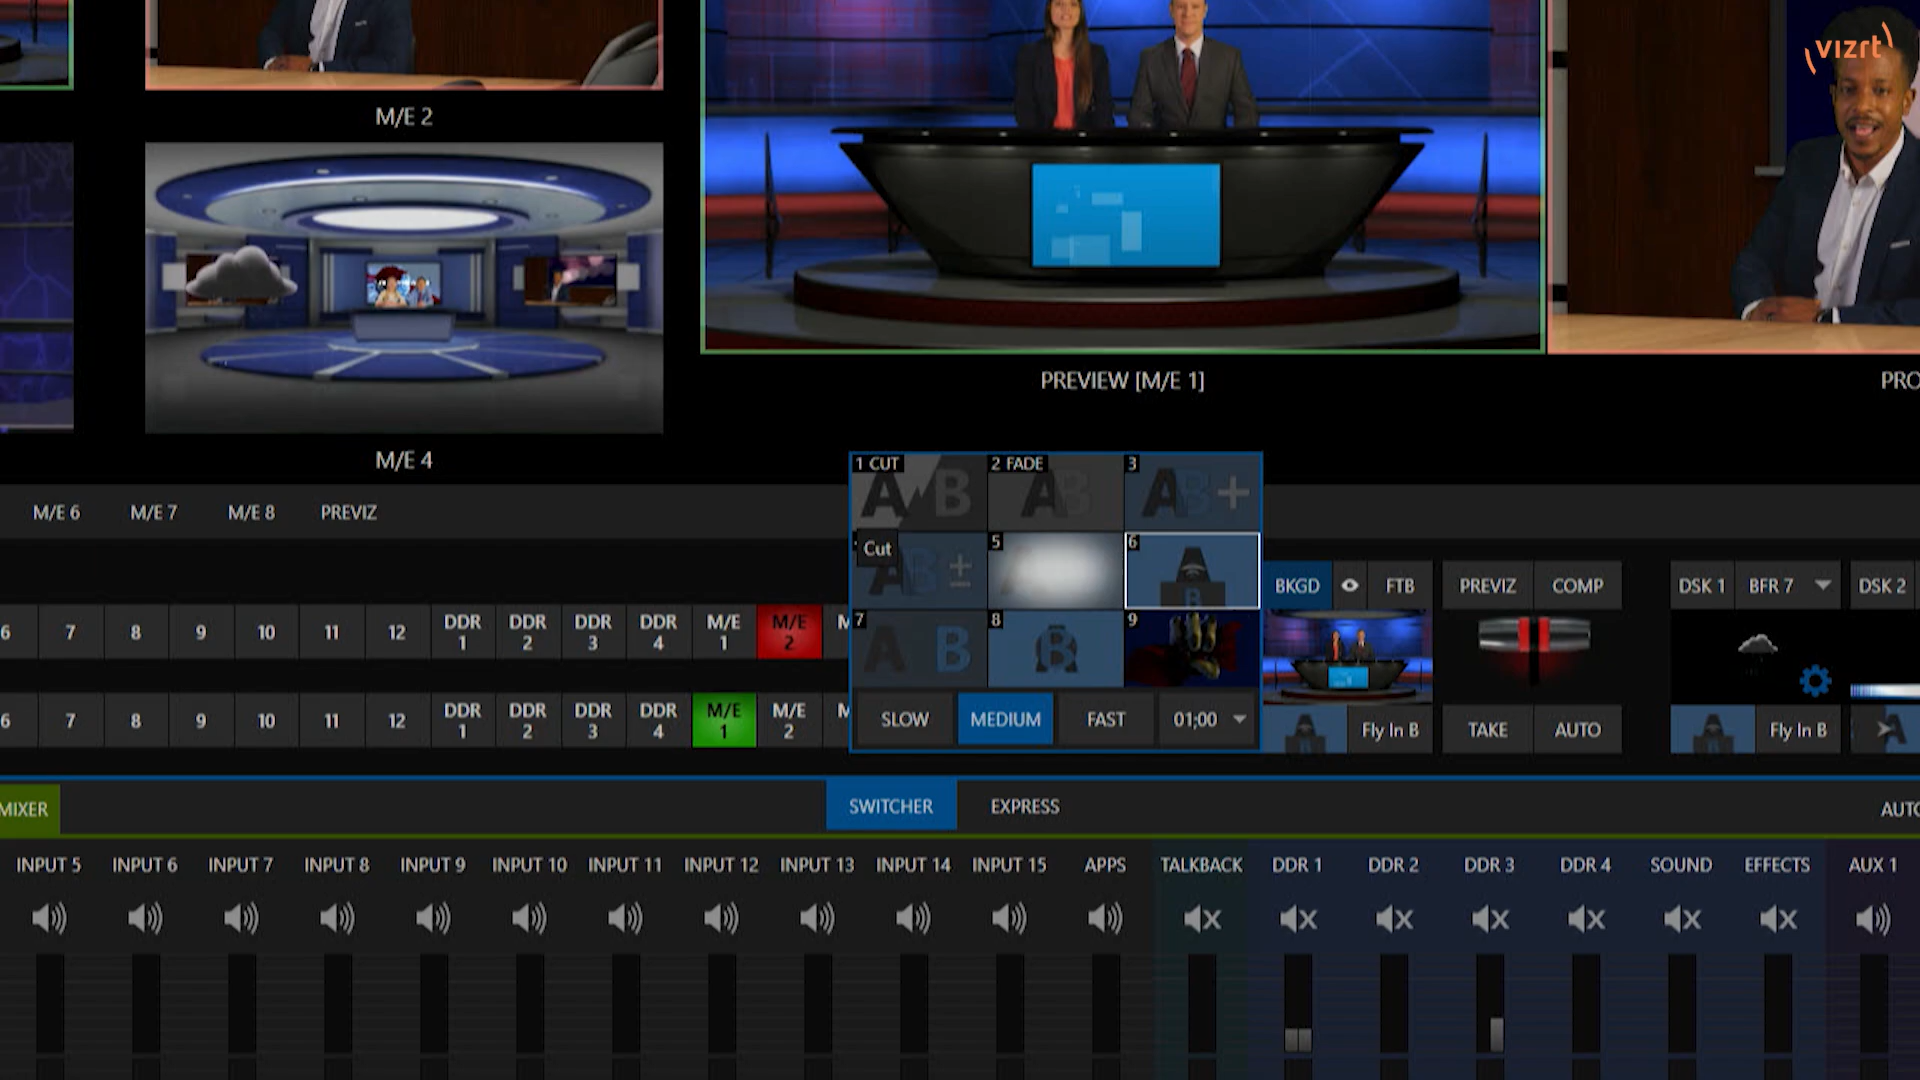 vizrt
M/E 2
PREVIEW [M/E 1]
M/E 4
1 CUT
2 FADE
3
Cut
5
6
7
8
9
SLOW
MEDIUM
FAST
01;00
M/E 6
M/E 7
M/E 8
PREVIZ
6
7
8
9
10
11
12
DDR 1
DDR 2
DDR 3
DDR 4
M/E 1
M/E 2
6
7
8
9
10
11
12
DDR 1
DDR 2
DDR 3
DDR 4
M/E 1
M/E 2
BKGD
FTB
PREVIZ
COMP
DSK 1
BFR 7
DSK 2
Fly In B
TAKE
AUTO
Fly In B
MIXER
SWITCHER
EXPRESS
INPUT 5
INPUT 6
INPUT 7
INPUT 8
INPUT 9
INPUT 10
INPUT 11
INPUT 12
INPUT 13
INPUT 14
INPUT 15
APPS
TALKBACK
DDR 1
DDR 2
DDR 3
DDR 4
SOUND
EFFECTS
AUX 1